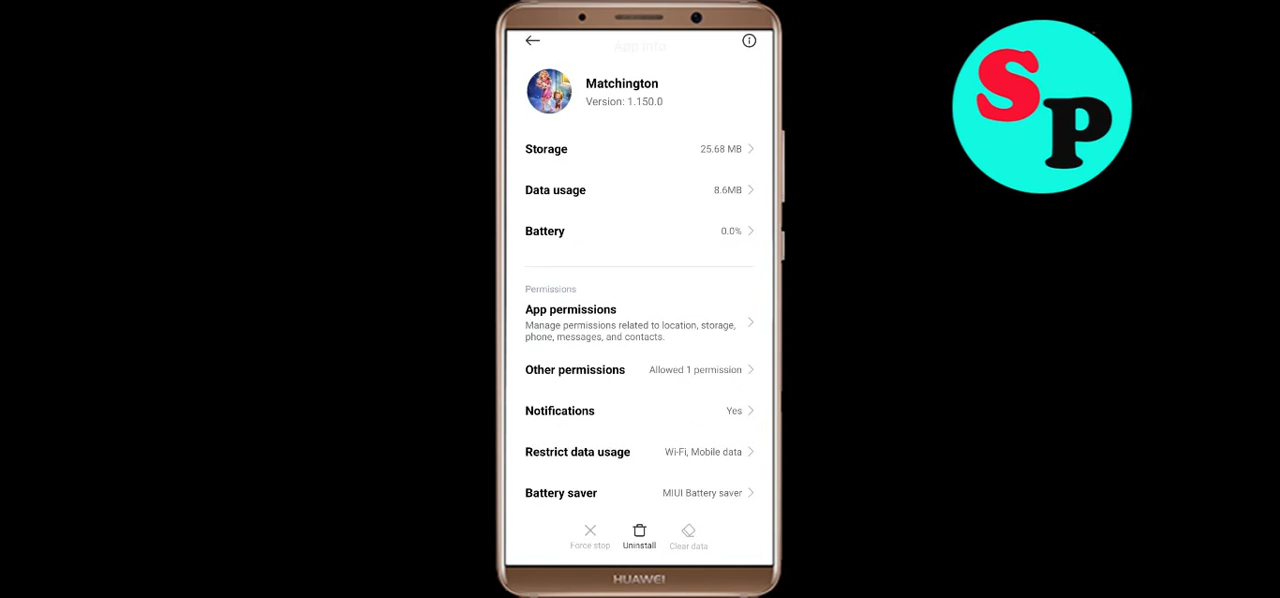 App info
Matchington
Version: 1.150.0
Storage 25.68 MB
Data usage 8.6MB
Battery 0.0%
Permissions
App permissions
Manage permissions related to location, storage,
phone, messages, and contacts.
Other permissions Allowed 1 permission
Notifications Yes
Restrict data usage Wi-Fi, Mobile data
Battery saver MIUI Battery saver
Force stop Uninstall Clear data
HUAWEI
SP